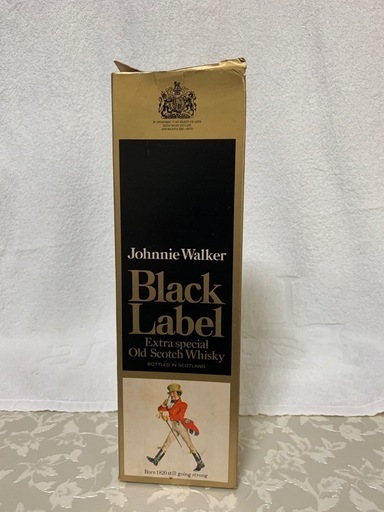 Johnnie Walker
Black
Label
Extra special
Old Scotch Whisky
BOTTLED IN SCOTLAND
Born 1820 still going strong